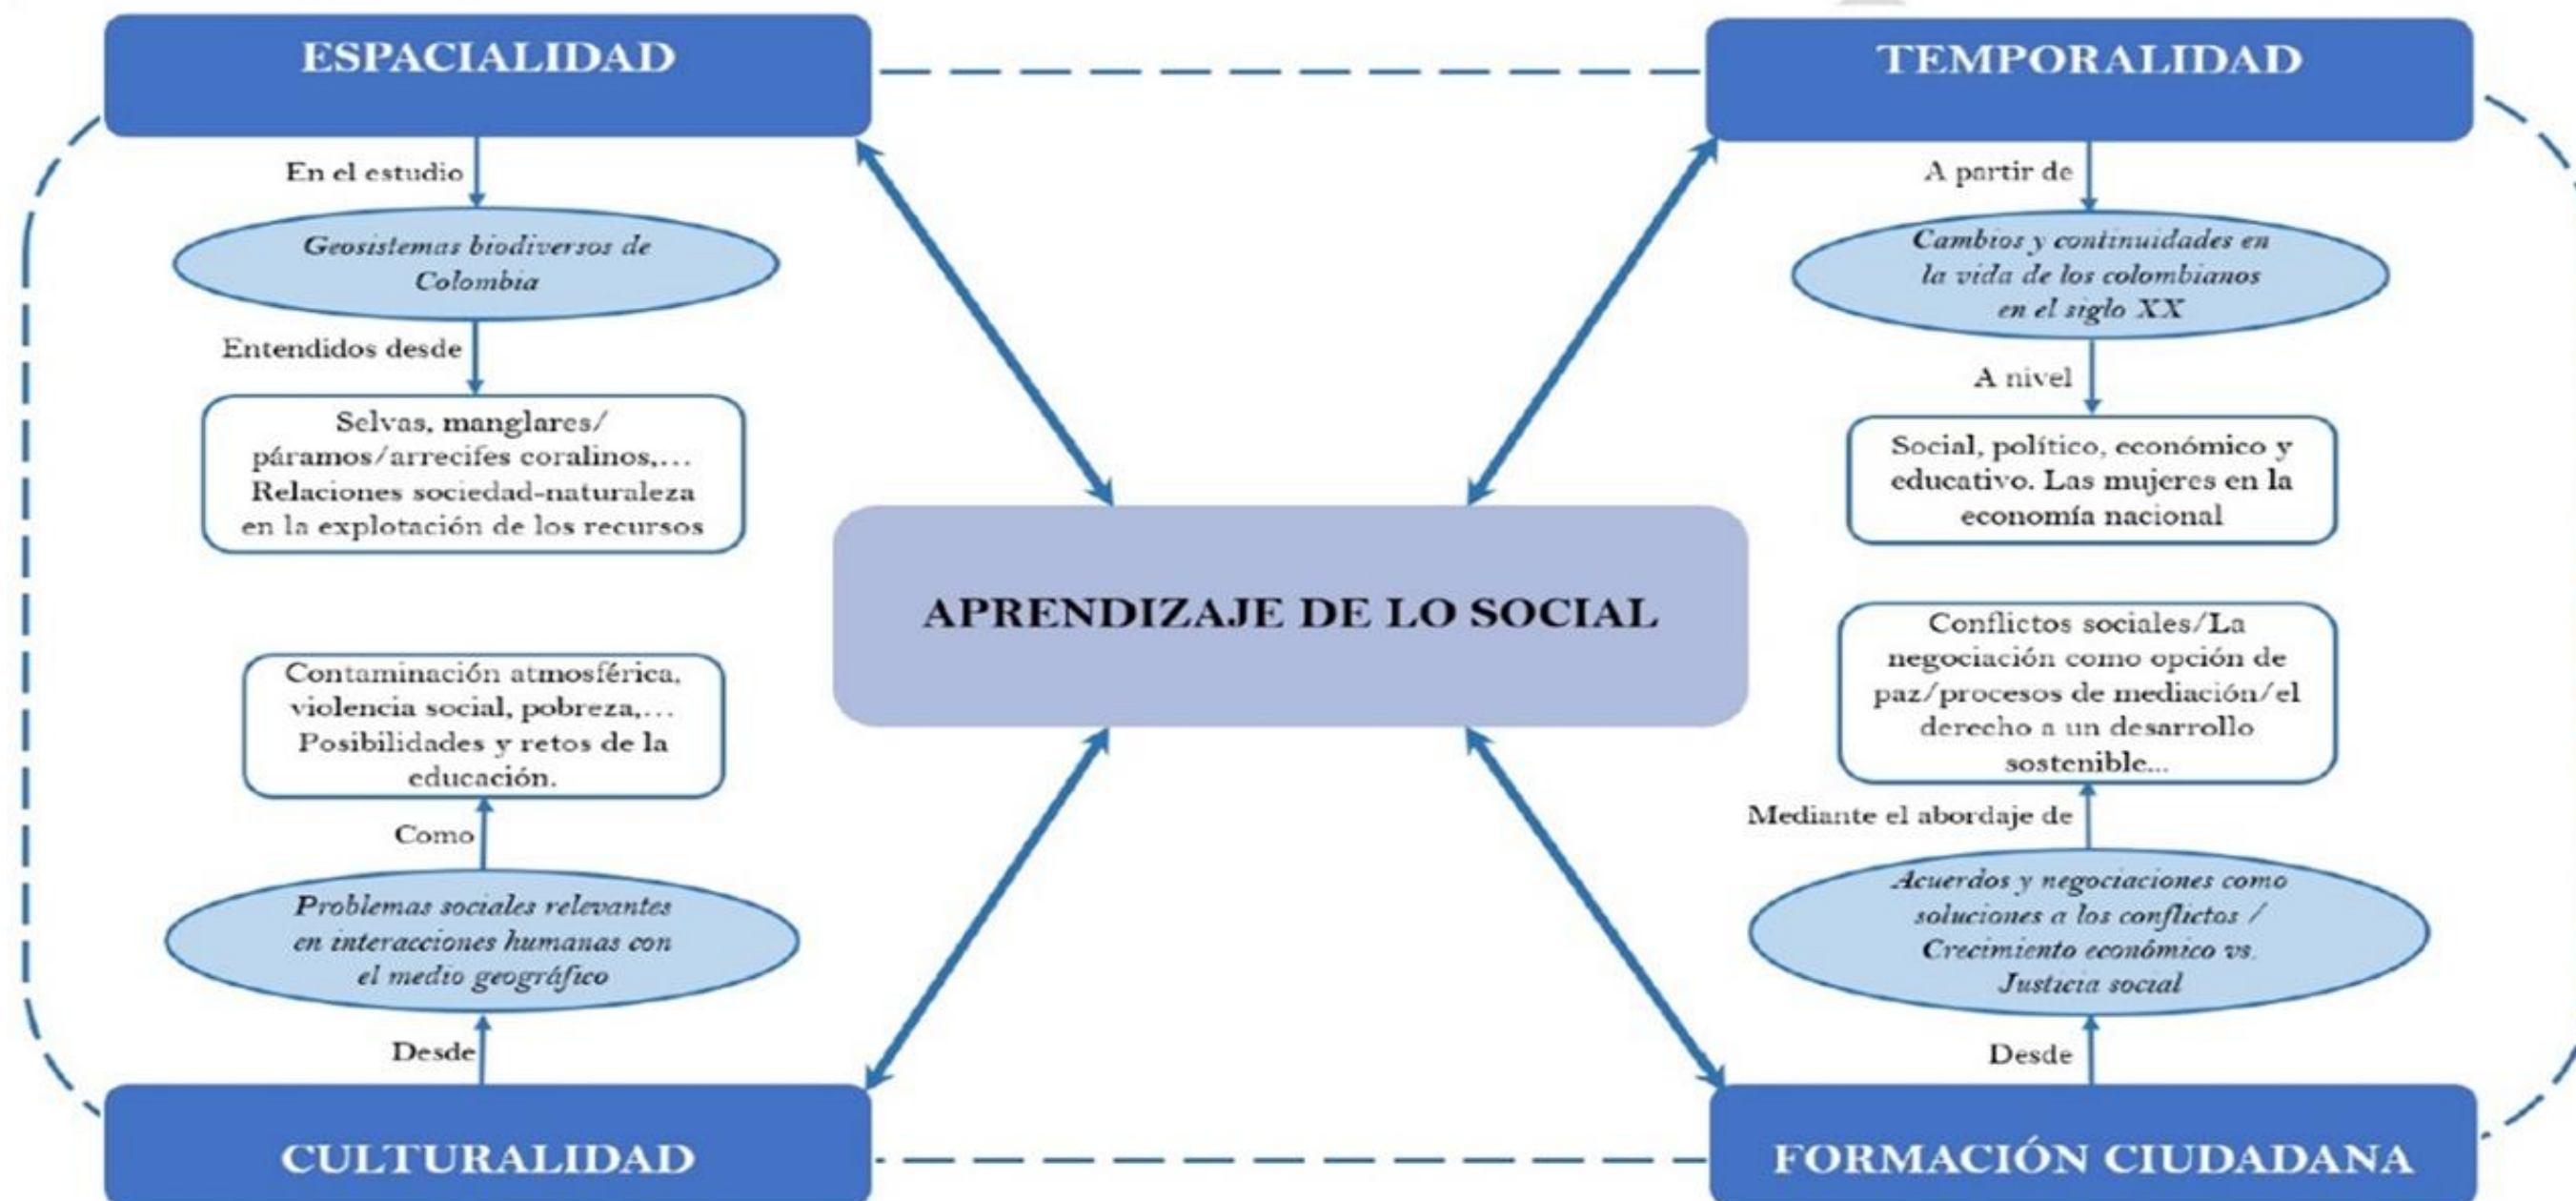 ESPACIALIDAD
En el estudio
Geosistemas biodiversos de
Colombia
Entendidos desde
Selvas, manglares/
páramos/arrecifes coralinos,...
Relaciones sociedad-naturaleza
en la explotación de los recursos
TEMPORALIDAD
A partir de
Cambios y continuidades en
la vida de los colombianos
en el siglo XX
A nivel
Social, político, económico y
educativo. Las mujeres en la
economía nacional
APRENDIZAJE DE LO SOCIAL
Contaminación atmosférica,
violencia social, pobreza,...
Posibilidades y retos de la
educación.
Como
Problemas sociales relevantes
en interacciones humanas con
el medio geográfico
Desde
CULTURALIDAD
Conflictos sociales/La
negociación como opción de
paz/procesos de mediación/el
derecho a un desarrollo
sostenible...
Mediante el abordaje de
Acuerdos y negociaciones como
soluciones a los conflictos /
Crecimiento económico vs.
Justicia social
Desde
FORMACIÓN CIUDADANA